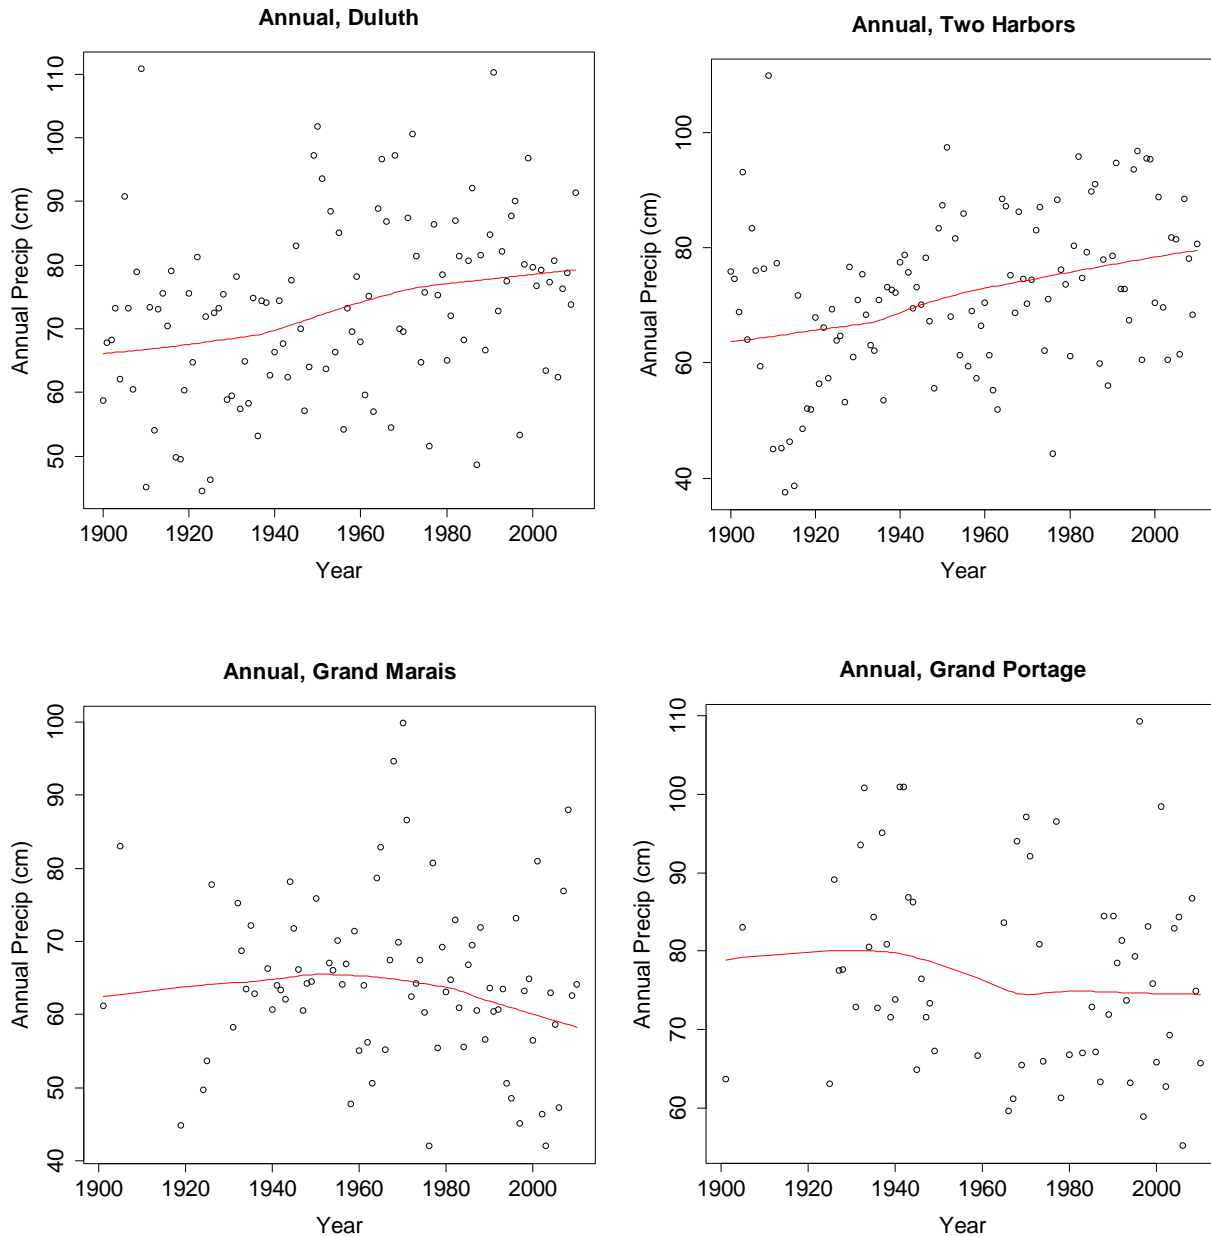 Annual, Duluth
Annual Precip (cm)
110
100
90
80
70
60
50
1900 1920 1940 1960 1980 2000
Year
Annual, Two Harbors
Annual Precip (cm)
100
80
60
40
1900 1920 1940 1960 1980 2000
Year
Annual, Grand Marais
Annual Precip (cm)
100
90
80
70
60
50
40
1900 1920 1940 1960 1980 2000
Year
Annual, Grand Portage
Annual Precip (cm)
110
100
90
80
70
60
1900 1920 1940 1960 1980 2000
Year